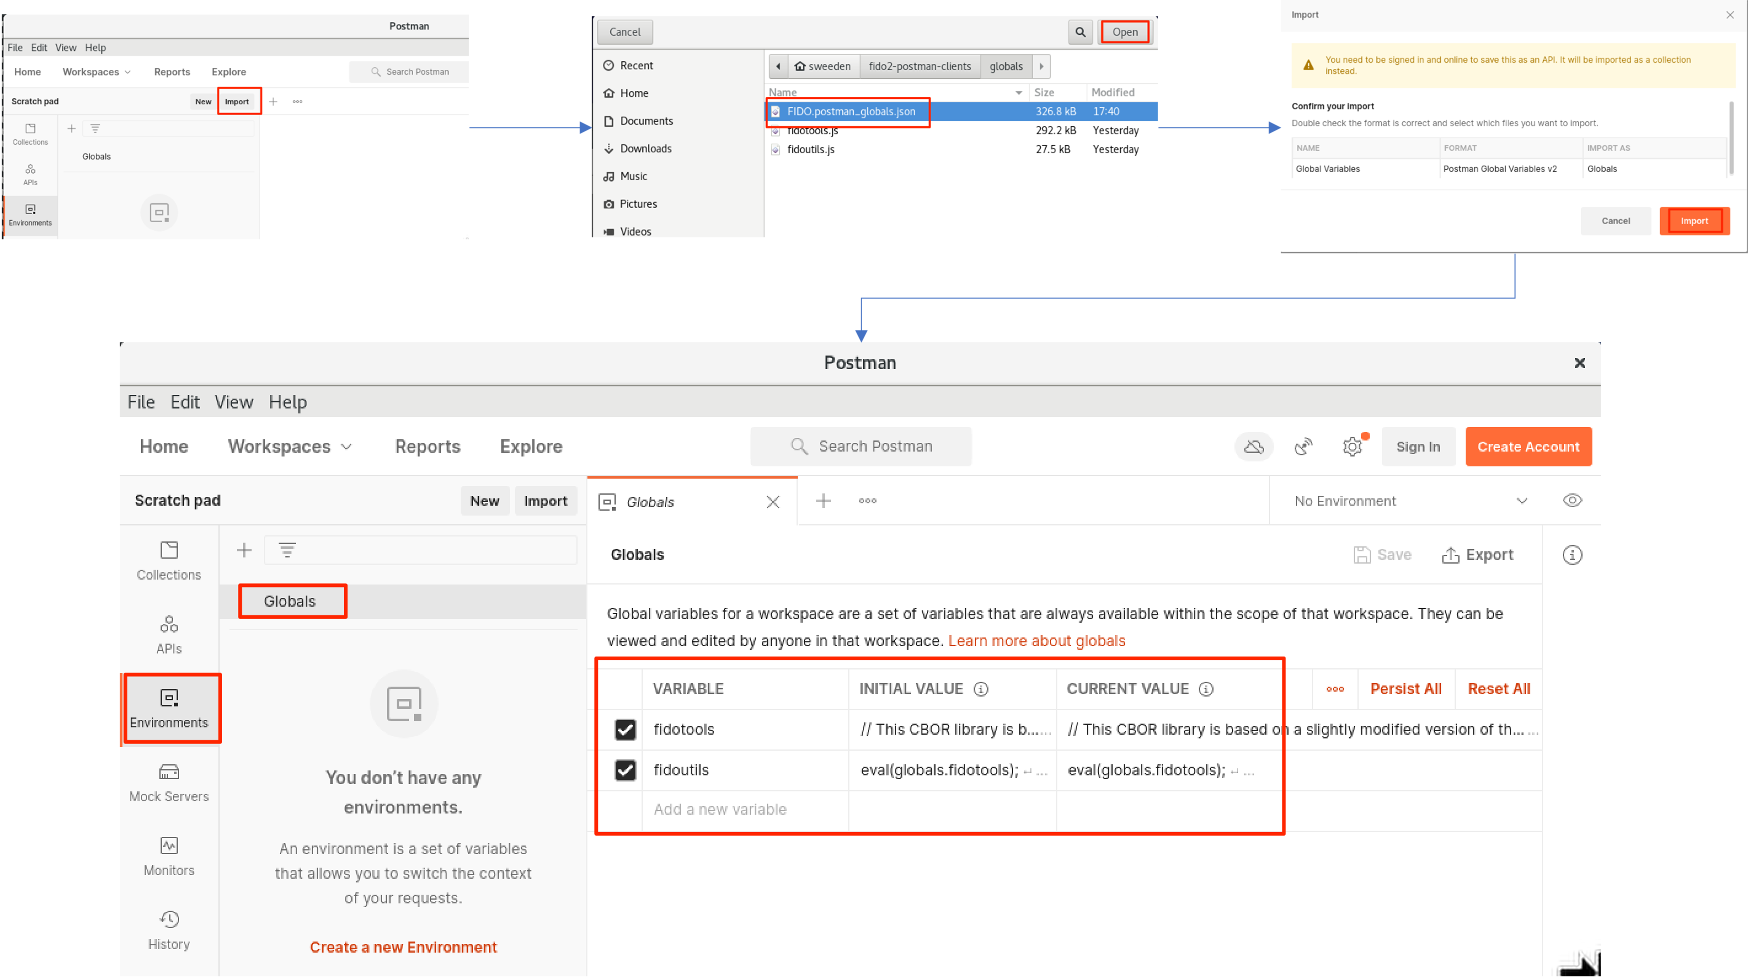 Postman
File Edit View Help
Home Workspaces Reports Explore Search Postman
Scratch pad New Import
Collections
Globals
APIs
Environments
Cancel Open
Recent
Home
Documents
Downloads
Music
Pictures
Videos
sweeden fido2-postman-clients globals
Name Size Modified
FIDO.postman_globals.json 326.8 kB 17:40
fidotools.js 292.2 kB Yesterday
fidoutils.js 27.5 kB Yesterday
Import
You need to be signed in and online to save this as an API. It will be imported as a collection
instead.
Confirm your import
Double check the format is correct and select which files you want to import.
NAME FORMAT IMPORT AS
Global Variables Postman Global Variables v2 Globals
Cancel Import
Postman
File Edit View Help
Home Workspaces Reports Explore Search Postman Sign In Create Account
Scratch pad New Import Globals No Environment
Collections
APIs
Environments
Mock Servers
Monitors
History
Globals
You don't have any
environments.
An environment is a set of variables
that allows you to switch the context
of your requests.
Create a new Environment
Globals Save Export
Global variables for a workspace are a set of variables that are always available within the scope of that workspace. They can be
viewed and edited by anyone in that workspace. Learn more about globals
VARIABLE INITIAL VALUE CURRENT VALUE Persist All Reset All
fidotools // This CBOR library is b... ... // This CBOR library is based on a slightly modified version of th... ...
fidoutils eval(globals.fidotools); ↵ ... eval(globals.fidotools); ↵ ...
Add a new variable